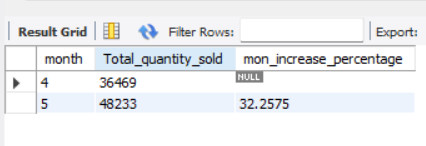 Result Grid Filter Rows: Export:
month Total_quantity_sold mon_increase_percentage
4 36469 NULL
5 48233 32.2575